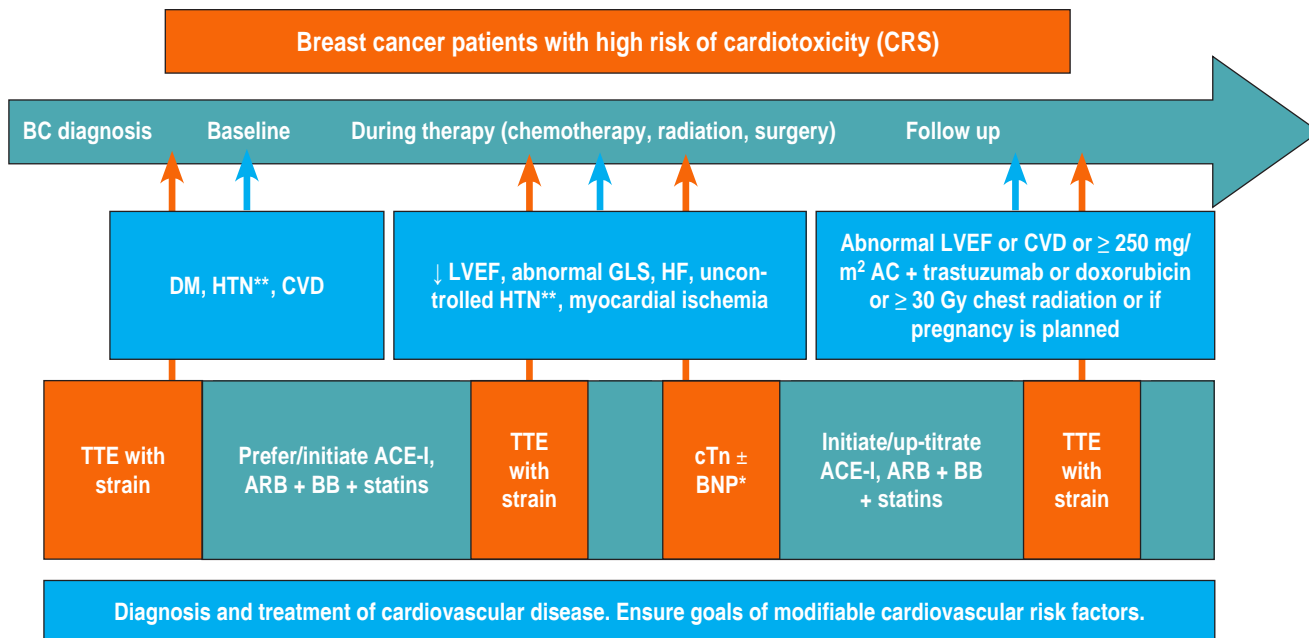 Breast cancer patients with high risk of cardiotoxicity (CRS)
BC diagnosis
Baseline
During therapy (chemotherapy, radiation, surgery)
Follow up
DM, HTN**, CVD
↓ LVEF, abnormal GLS, HF, uncon-
trolled HTN**, myocardial ischemia
Abnormal LVEF or CVD or ≥ 250 mg/
m² AC + trastuzumab or doxorubicin
or ≥ 30 Gy chest radiation or if
pregnancy is planned
TTE with
strain
Prefer/initiate ACE-I,
ARB + BB + statins
TTE
with
strain
cTn ±
BNP*
Initiate/up-titrate
ACE-I, ARB + BB
+ statins
TTE
with
strain
Diagnosis and treatment of cardiovascular disease. Ensure goals of modifiable cardiovascular risk factors.